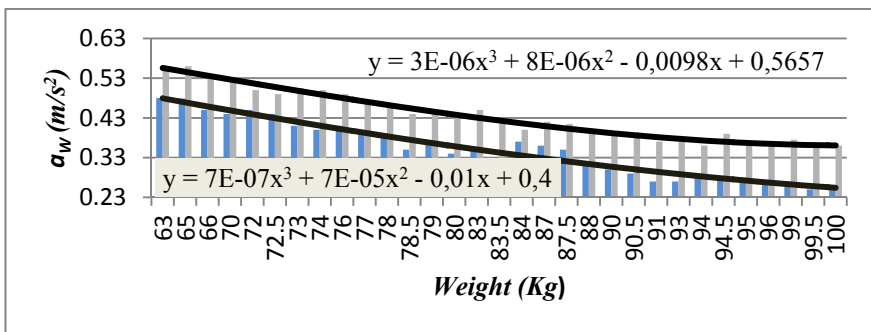 0.63
0.53
0.43
0.33
0.23
a_W (m/s²)
y = 3E-06x³ + 8E-06x² - 0,0098x + 0,5657
y = 7E-07x³ + 7E-05x² - 0,01x + 0,4
63 65 66 70 72 72.5 73 74 76 77 78 78.5 79 80 83 83.5 84 87 87.5 88 90 90.5 91 93 94 94.5 95 96 99 99.5 100
Weight (Kg)